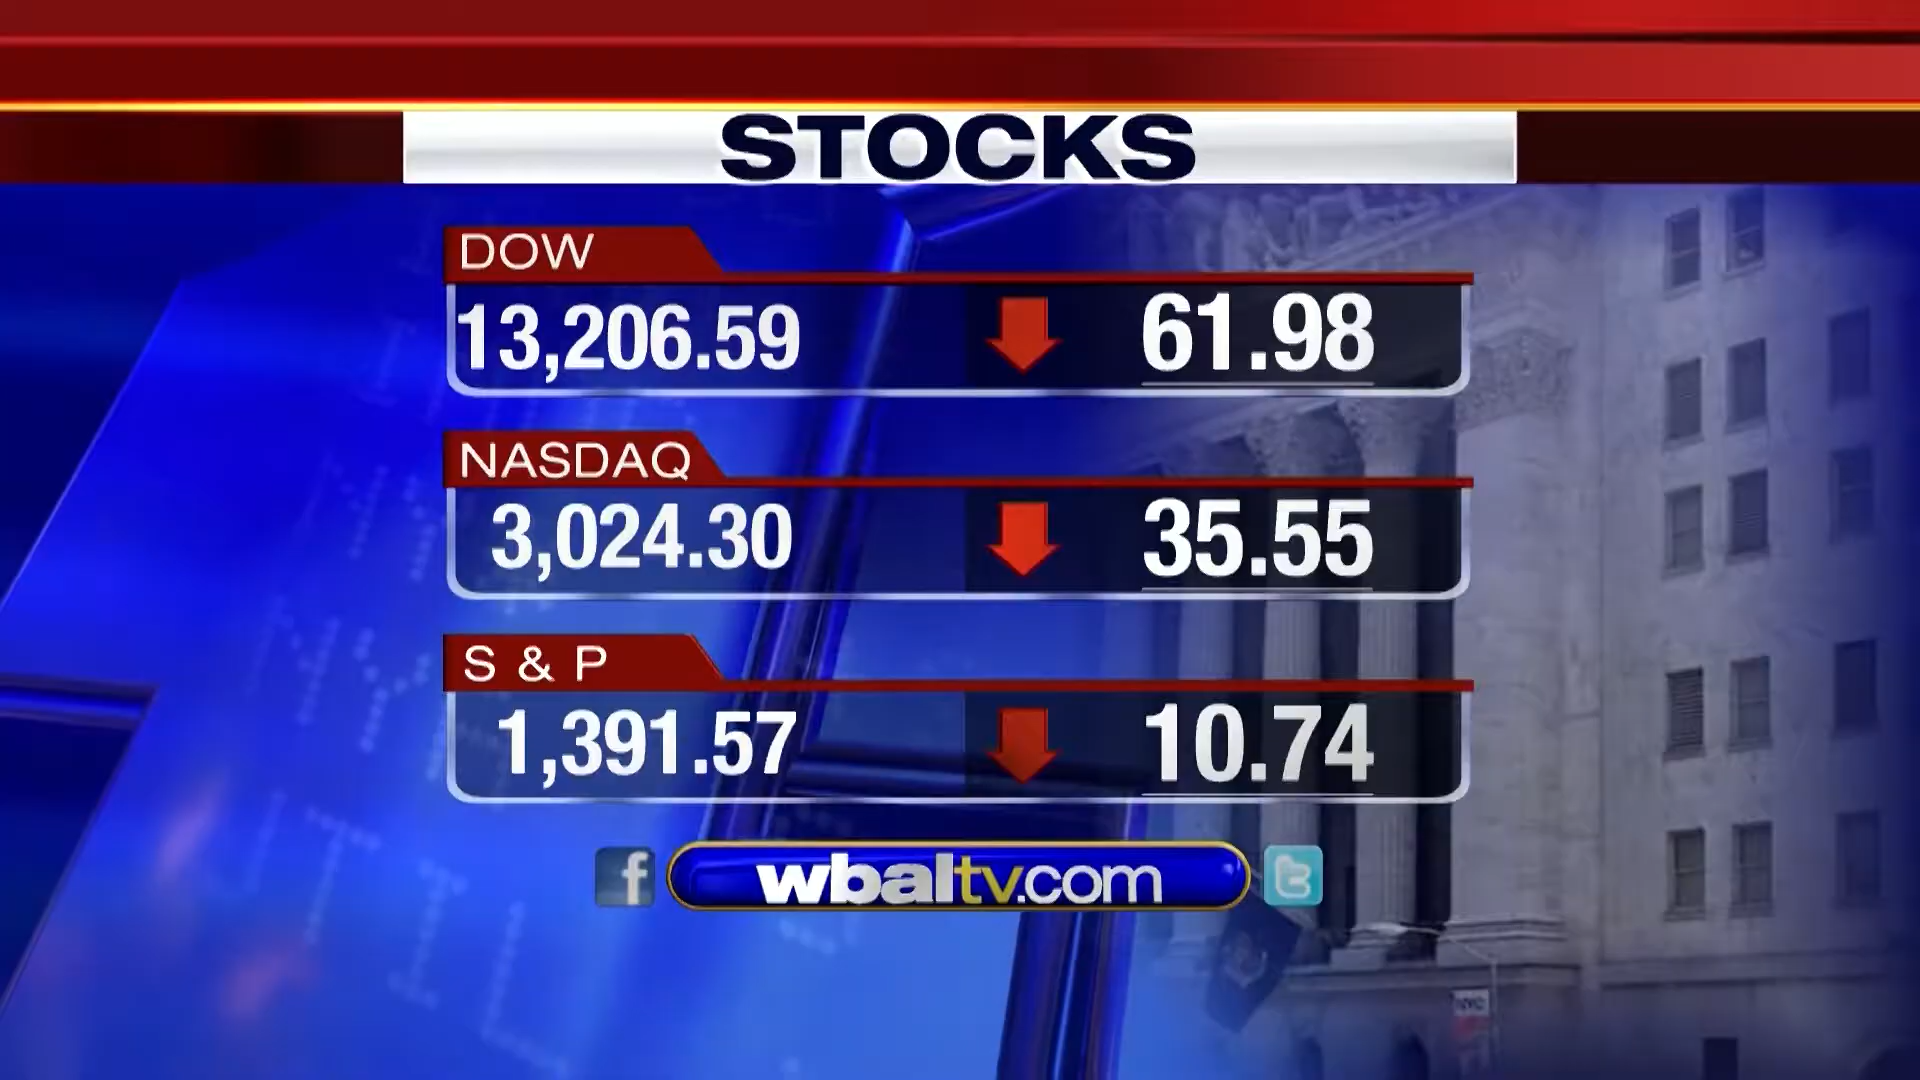 STOCKS
DOW
13,206.59 61.98
NASDAQ
3,024.30 35.55
S & P
1,391.57 10.74
f wbaltv.com t
NYC